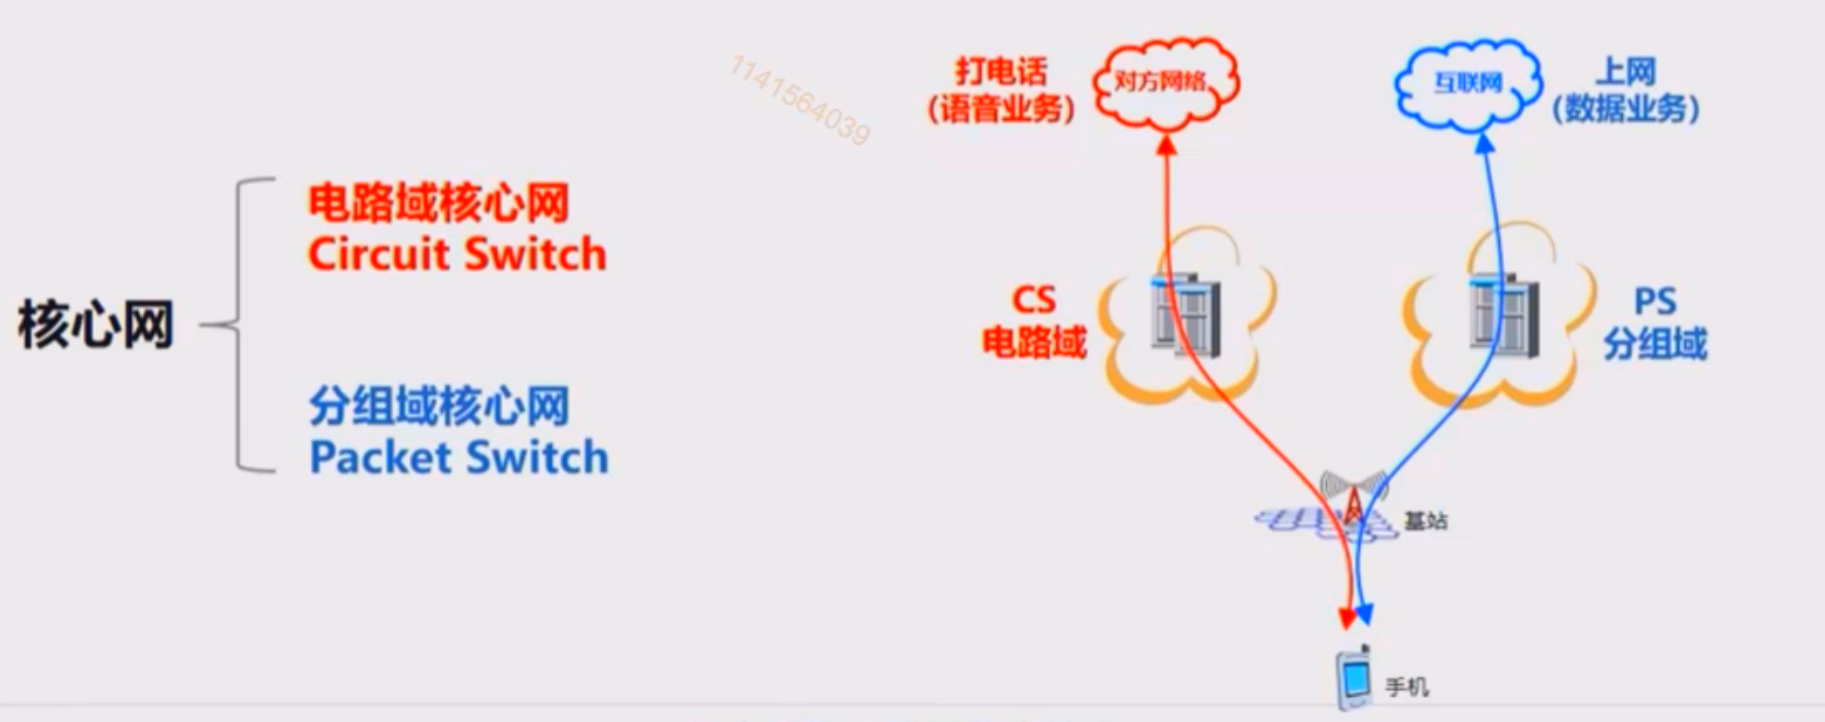 核心网
电路域核心网
Circuit Switch
分组域核心网
Packet Switch
1141564039
打电话
(语音业务)
对方网络
互联网
上网
(数据业务)
CS
电路域
PS
分组域
基站
手机